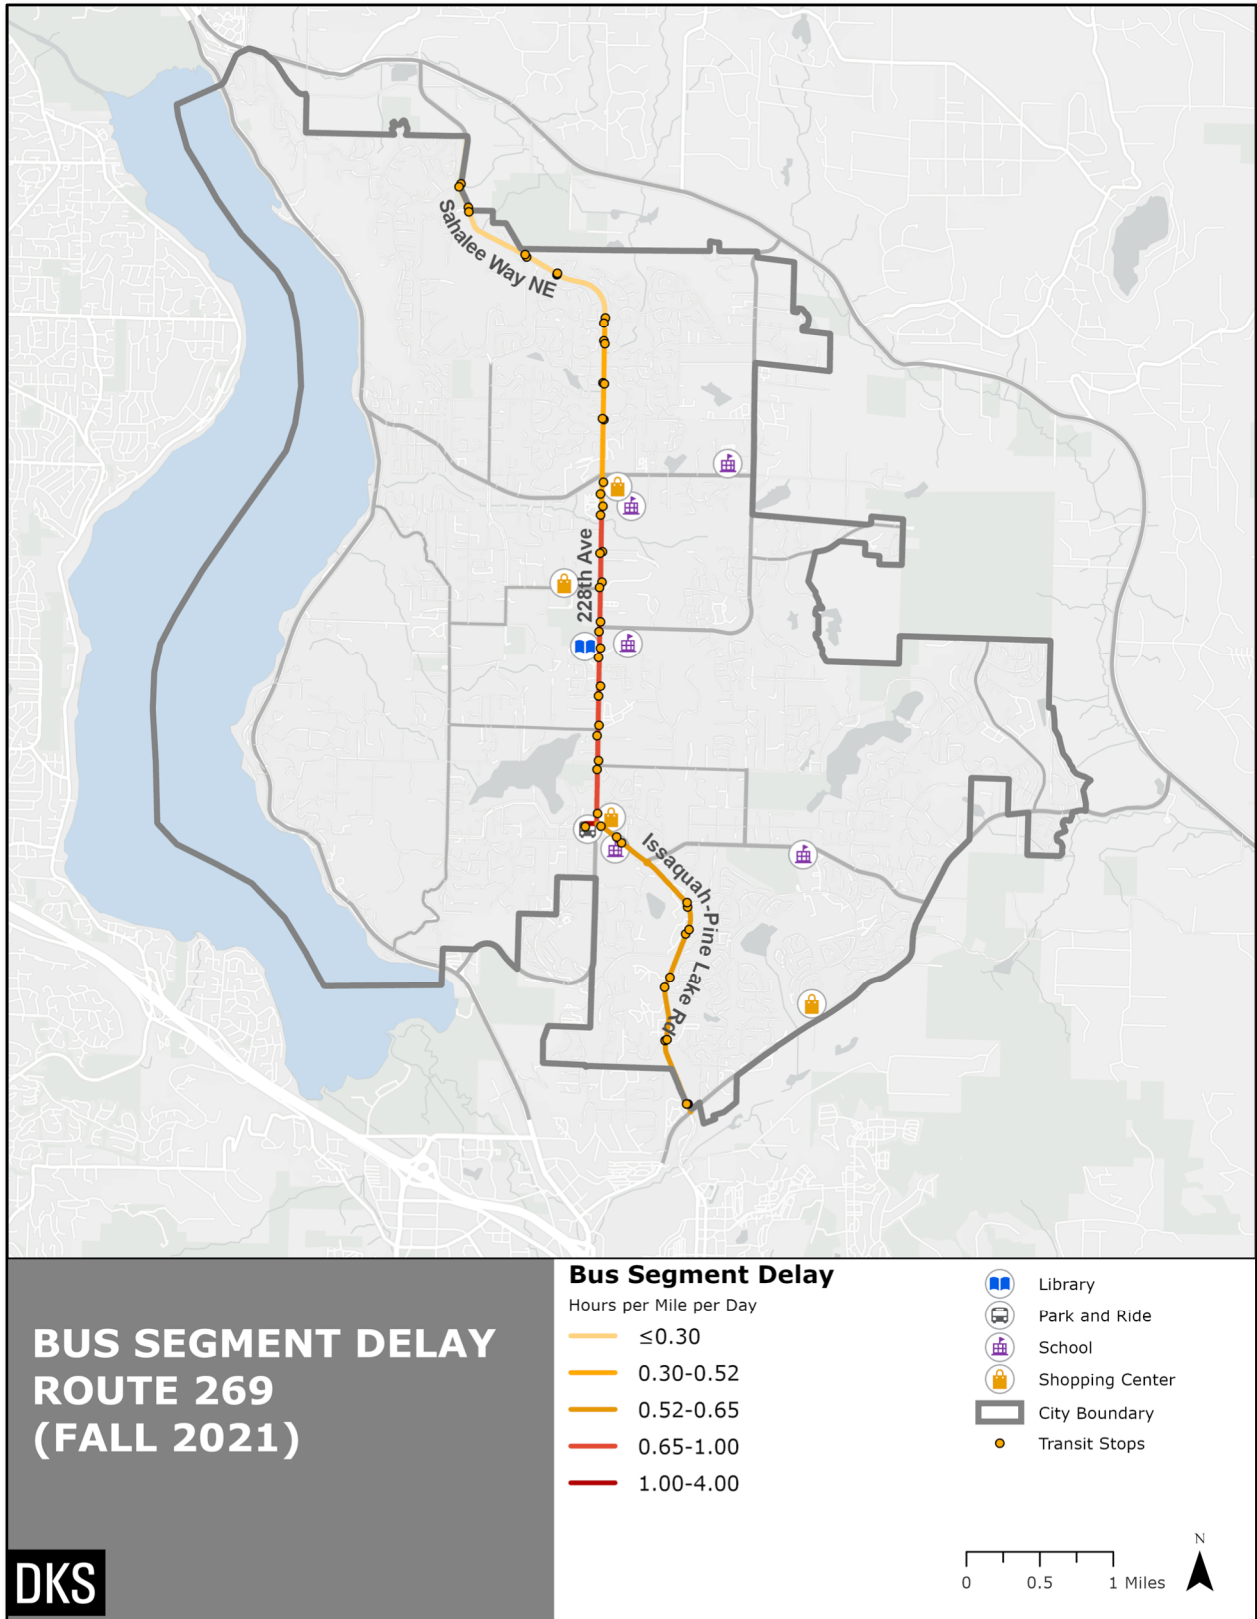 Sahalee Way NE
228th Ave
Issaquah-Pine Lake Rd
BUS SEGMENT DELAY
ROUTE 269
(FALL 2021)
DKS
Bus Segment Delay
Hours per Mile per Day
≤0.30
0.30-0.52
0.52-0.65
0.65-1.00
1.00-4.00
Library
Park and Ride
School
Shopping Center
City Boundary
Transit Stops
N
0 0.5 1 Miles